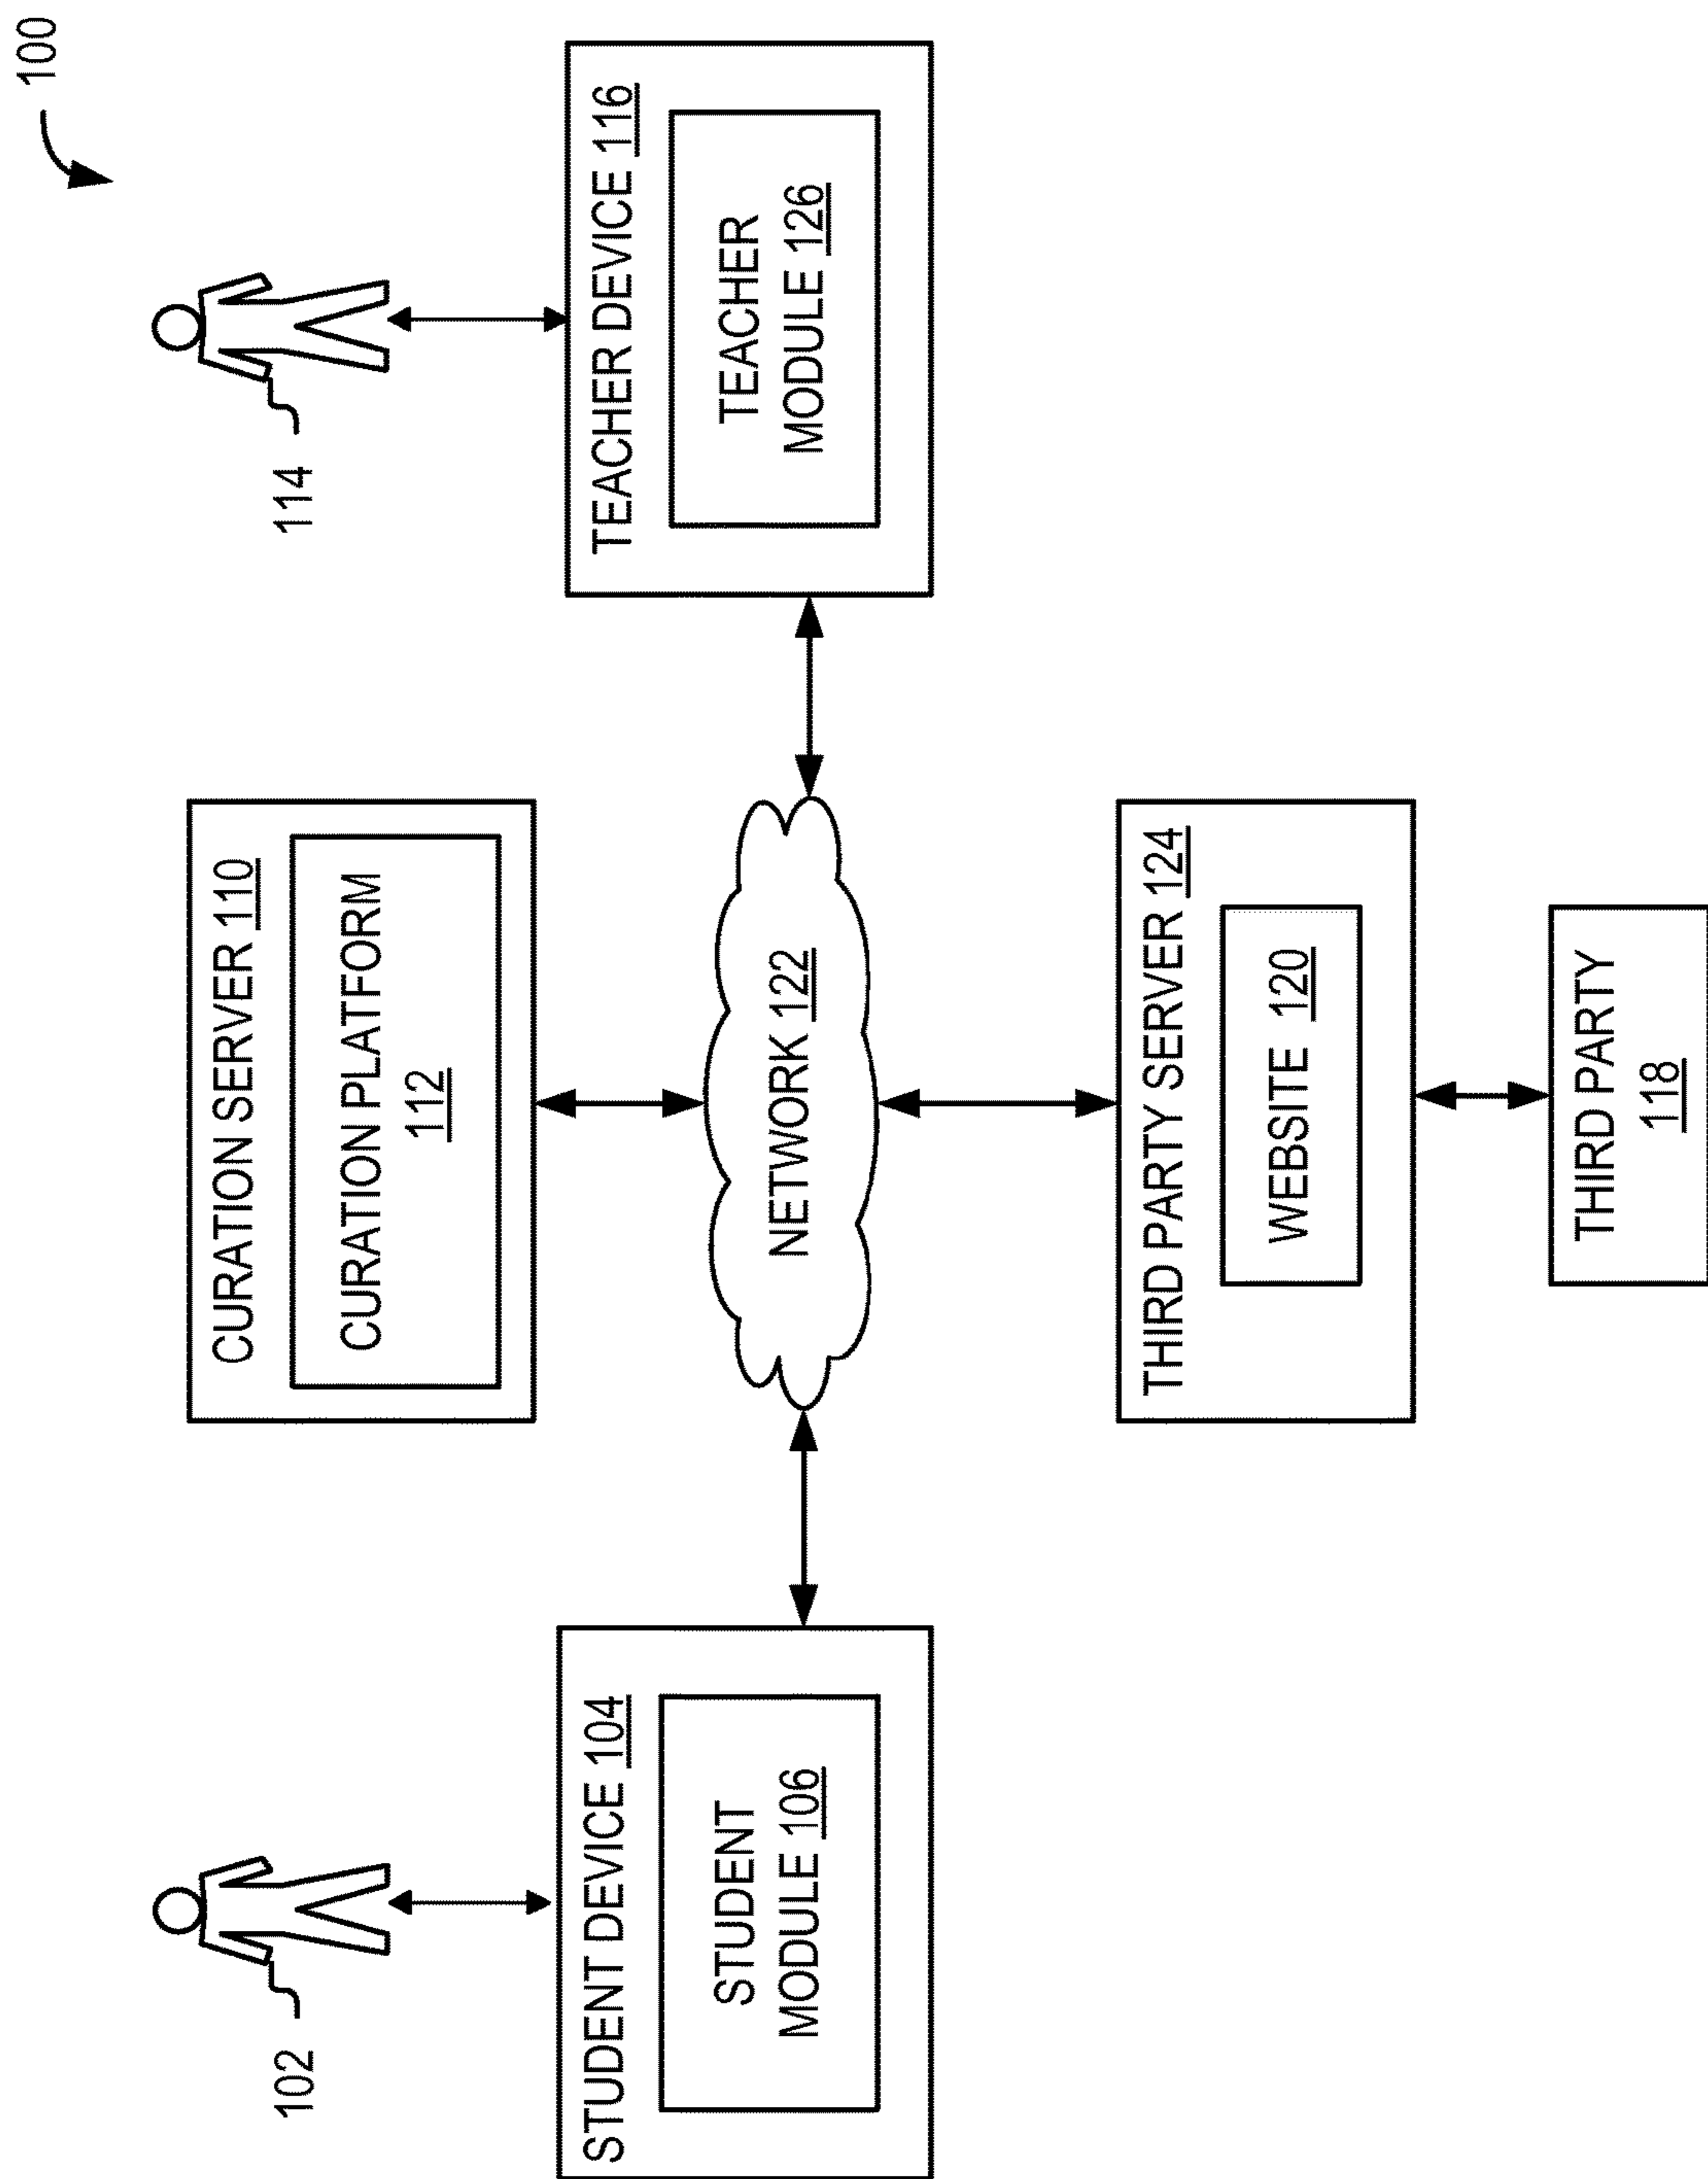 100
CURATION SERVER 110
CURATION PLATFORM
112
102
114
STUDENT DEVICE 104
STUDENT
MODULE 106
NETWORK 122
TEACHER DEVICE 116
TEACHER
MODULE 126
THIRD PARTY SERVER 124
WEBSITE 120
THIRD PARTY
118